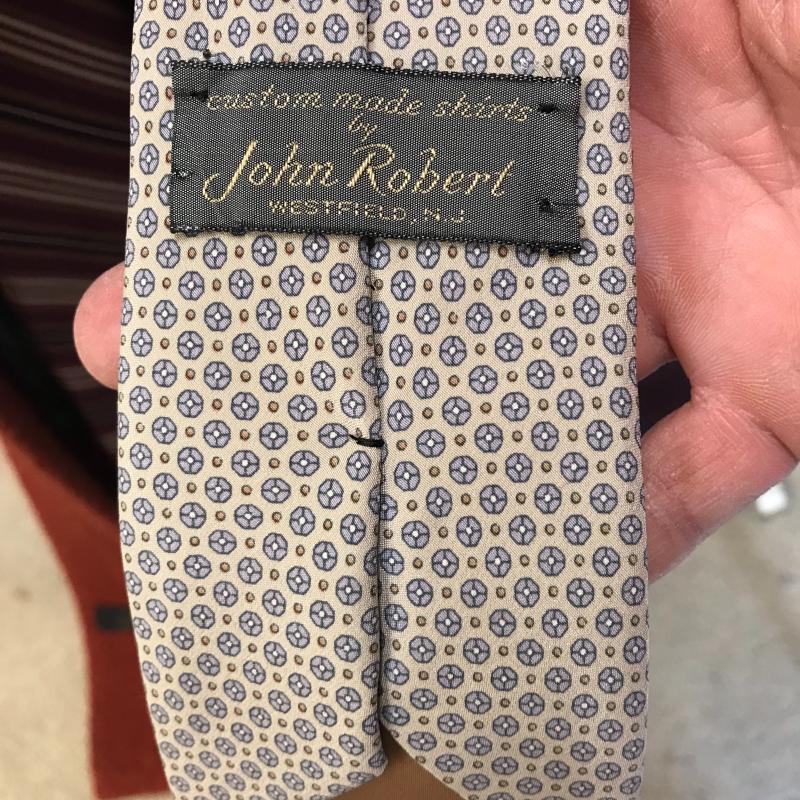 custom made shirts
by
John Robert
WESTFIELD, N.J.